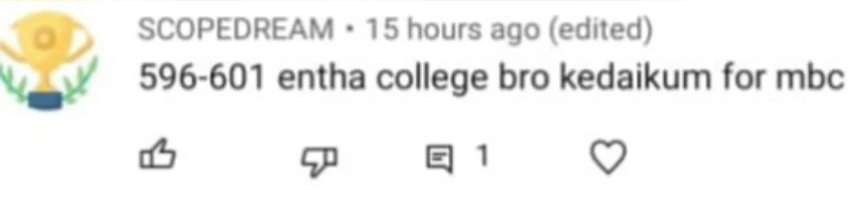 SCOPEDREAM • 15 hours ago (edited)
596-601 entha college bro kedaikum for mbc
1